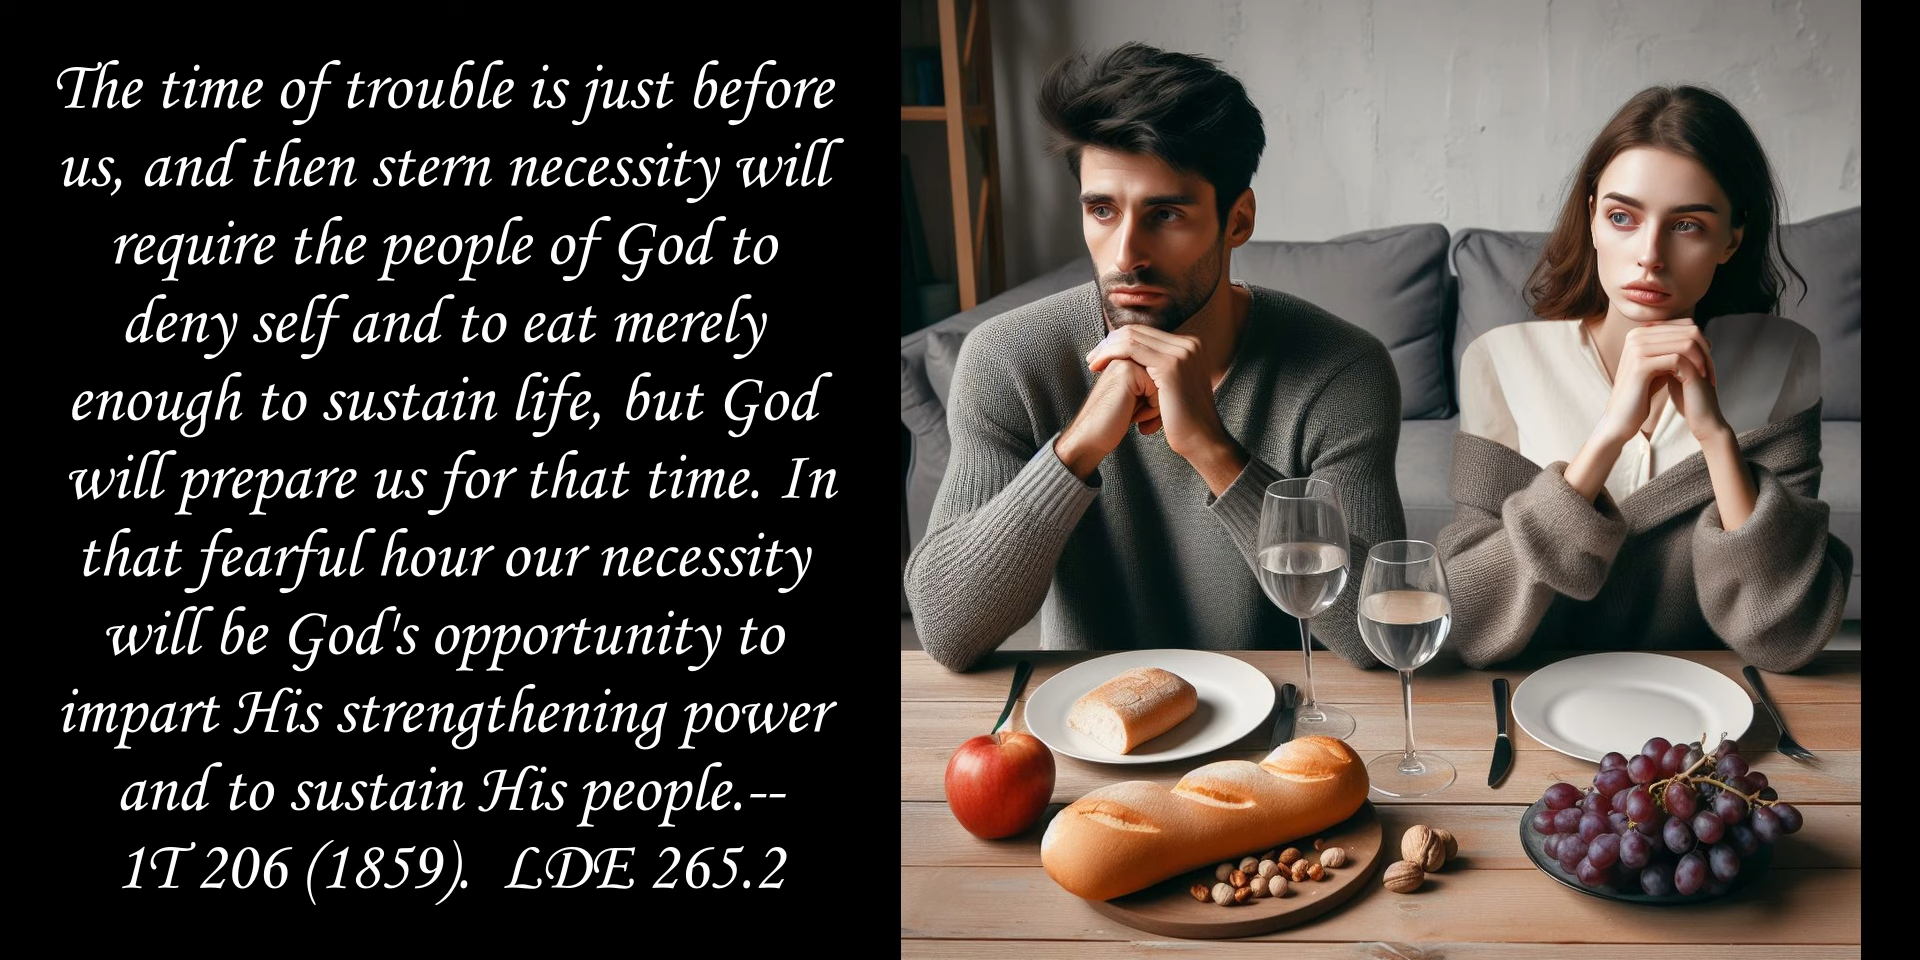 The time of trouble is just before
us, and then stern necessity will
require the people of God to
deny self and to eat merely
enough to sustain life, but God
will prepare us for that time. In
that fearful hour our necessity
will be God's opportunity to
impart His strengthening power
and to sustain His people.--
1T 206 (1859).  LDE 265.2